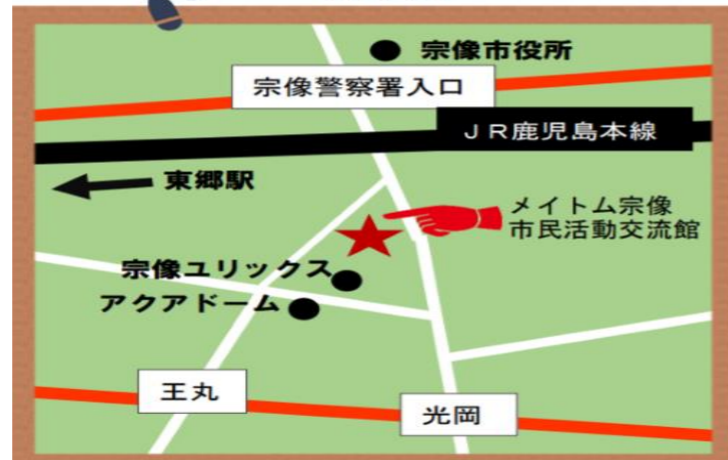 宗像市役所
宗像警察署入口
ＪＲ鹿児島本線
東郷駅
メイトム宗像
市民活動交流館
宗像ユリックス
アクアドーム
王丸
光岡